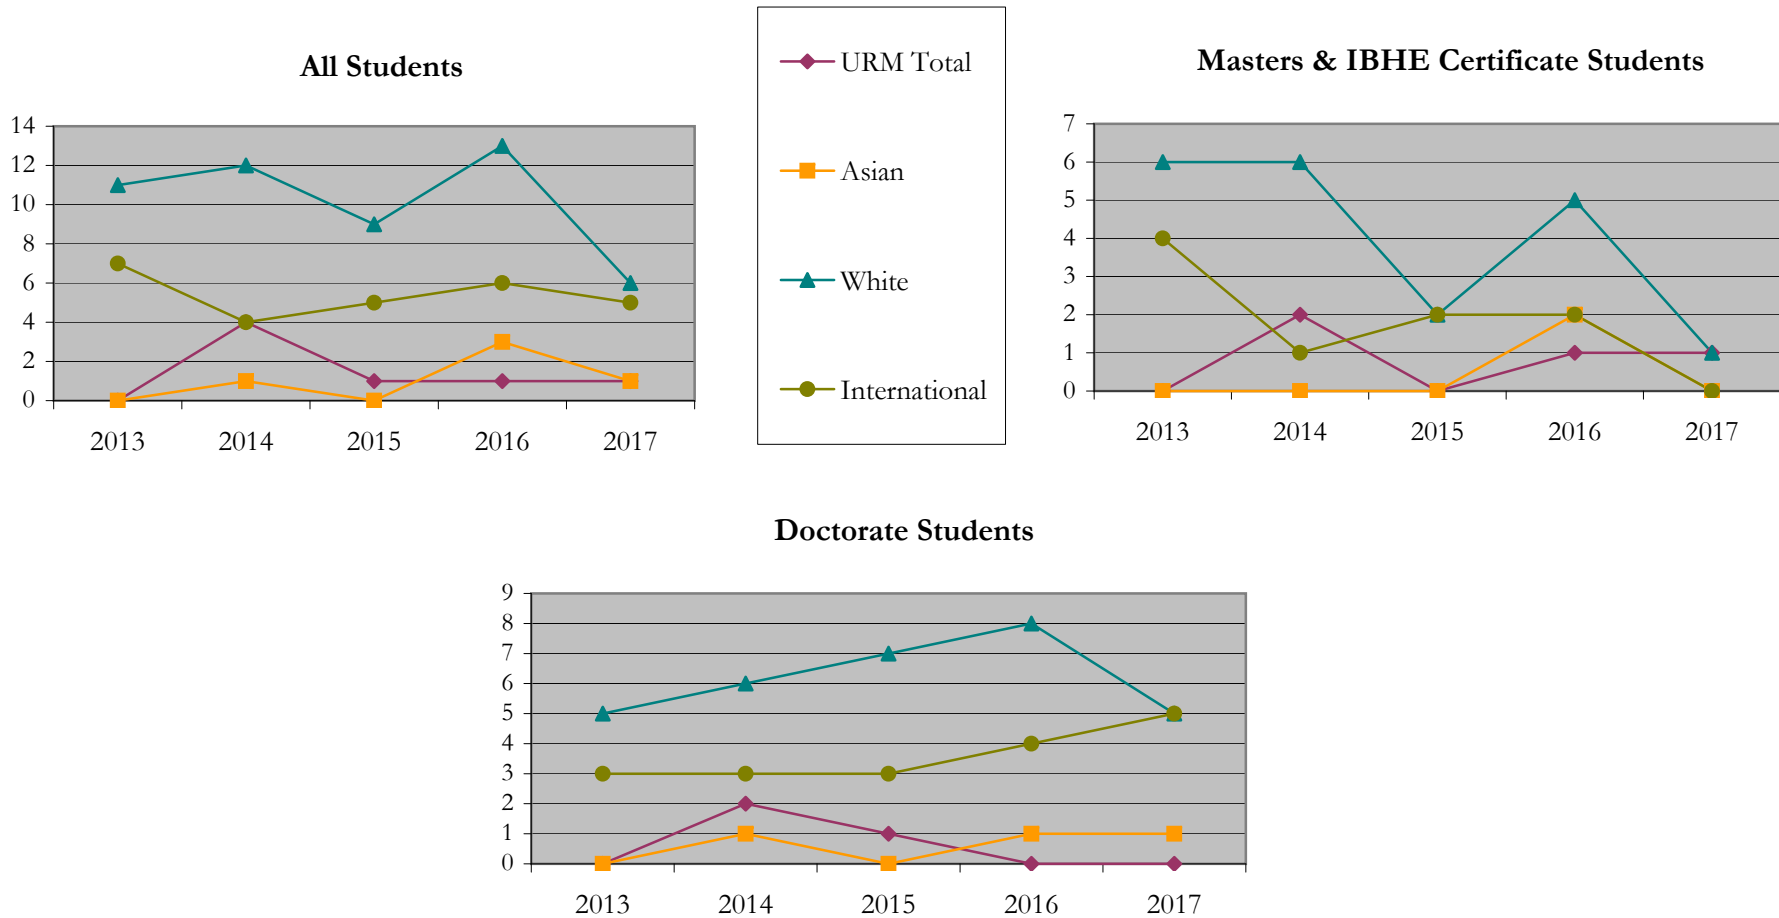 All Students
14
12
10
8
6
4
2
0
2013 2014 2015 2016 2017
URM Total
Asian
White
International
Masters & IBHE Certificate Students
7
6
5
4
3
2
1
0
2013 2014 2015 2016 2017
Doctorate Students
9
8
7
6
5
4
3
2
1
0
2013 2014 2015 2016 2017